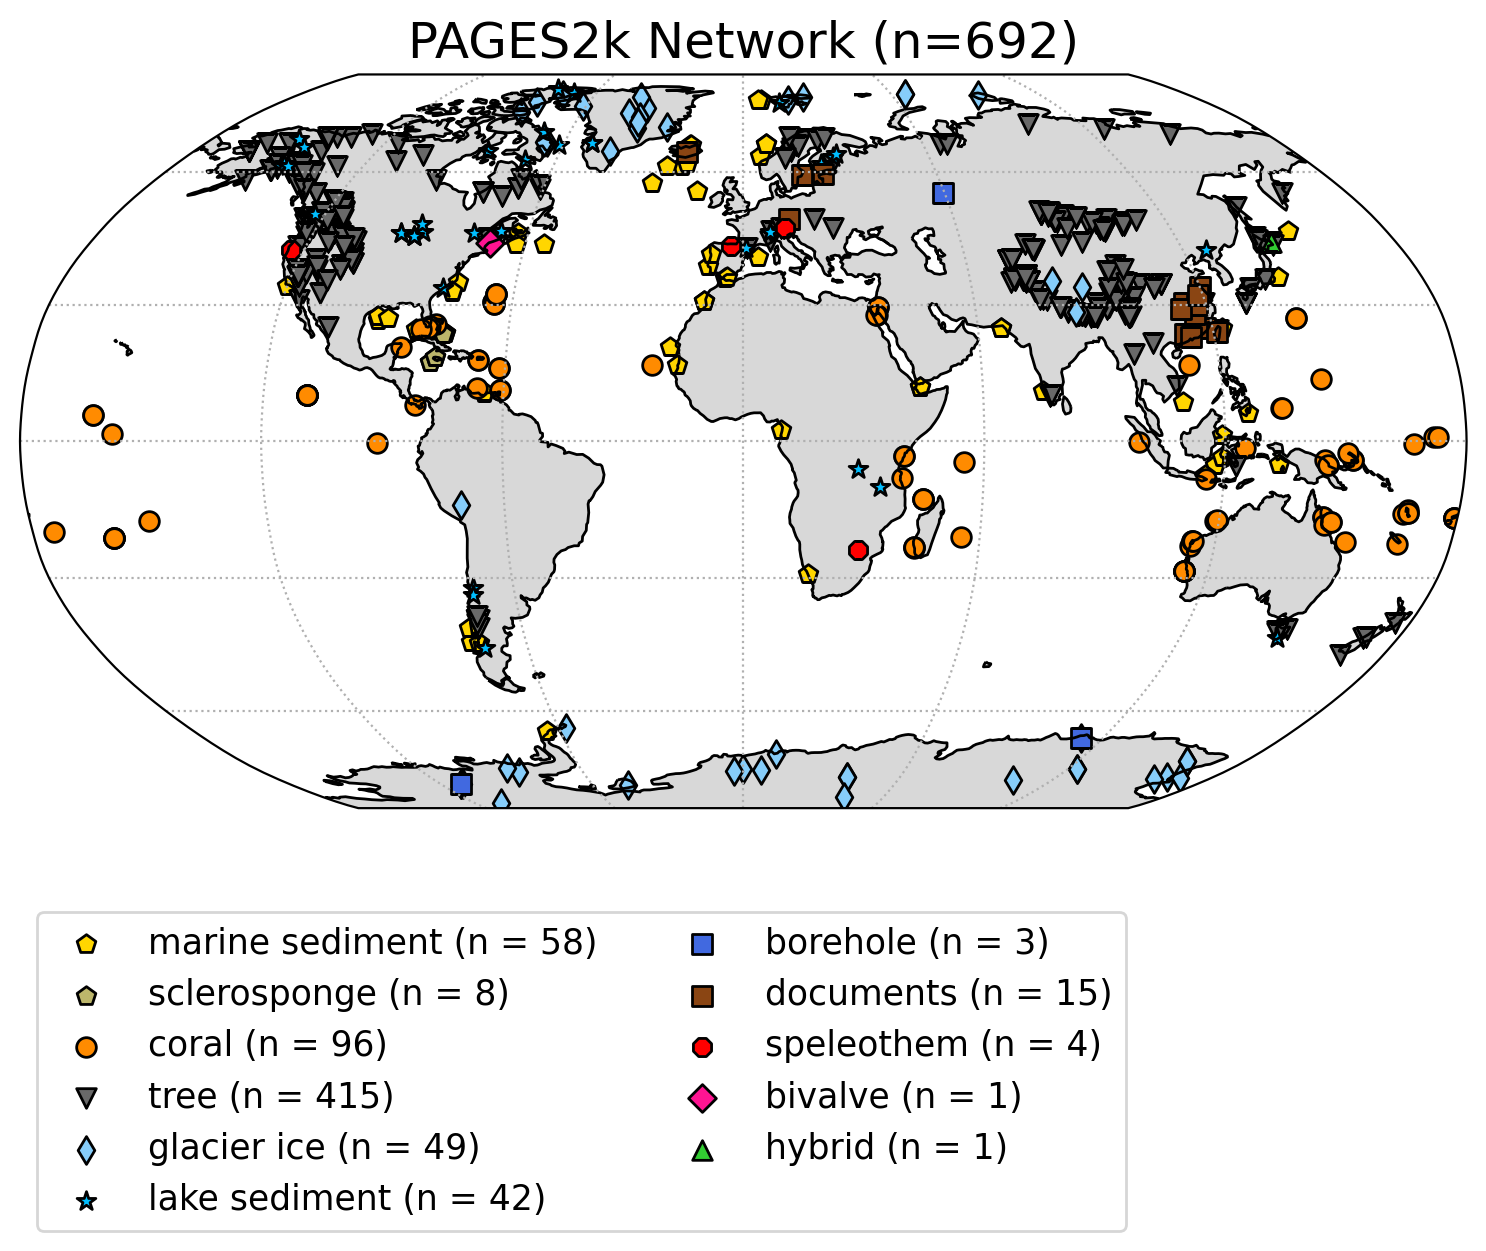 PAGES2k Network (n=692)
marine sediment (n = 58)
sclerosponge (n = 8)
coral (n = 96)
tree (n = 415)
glacier ice (n = 49)
lake sediment (n = 42)
borehole (n = 3)
documents (n = 15)
speleothem (n = 4)
bivalve (n = 1)
hybrid (n = 1)